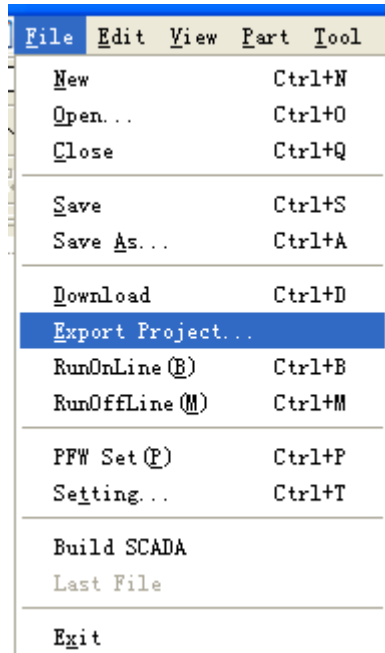 File Edit View Part Tool
New Ctrl+N
Open... Ctrl+O
Close Ctrl+Q
Save Ctrl+S
Save As... Ctrl+A
Download Ctrl+D
Export Project...
RunOnLine(B) Ctrl+B
RunOffLine(M) Ctrl+M
PFW Set(P) Ctrl+P
Setting... Ctrl+T
Build SCADA
Last File
Exit